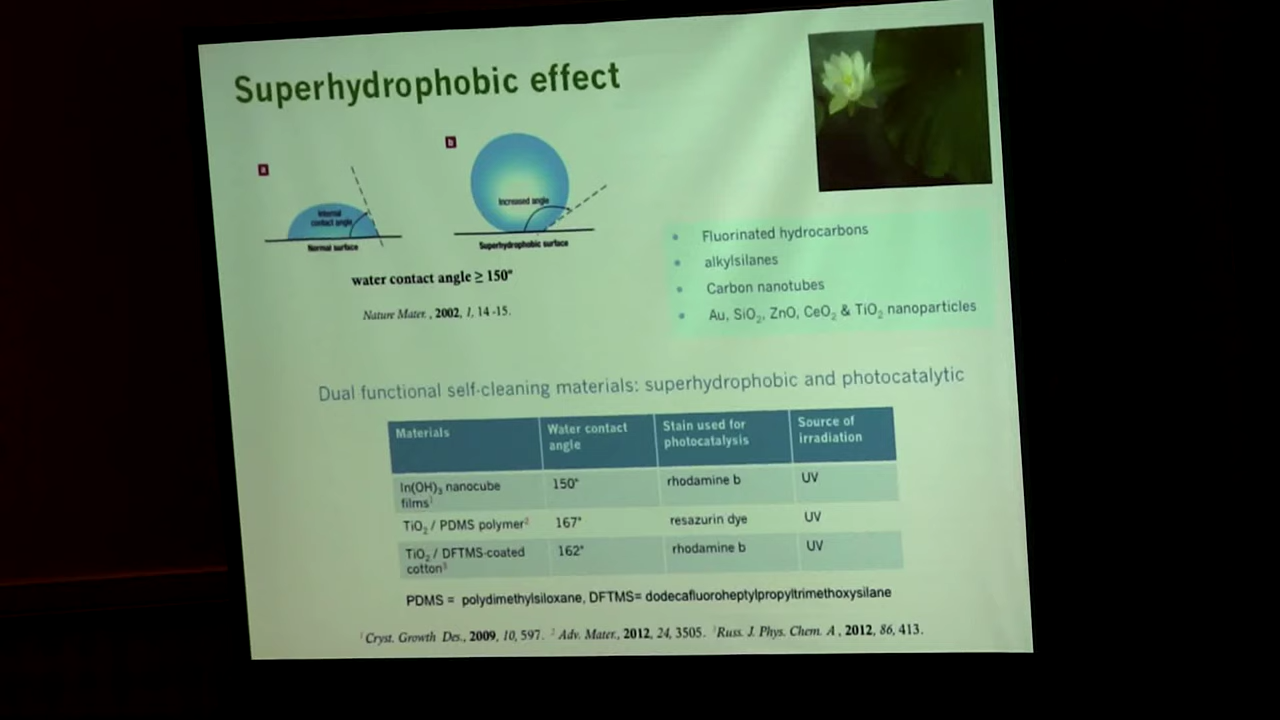 Superhydrophobic effect
a
b
Internal
contact angle
Normal surface
Increased angle
Superhydrophobic surface
water contact angle ≥ 150°
Nature Mater., 2002, 1, 14-15.
• Fluorinated hydrocarbons
• alkylsilanes
• Carbon nanotubes
• Au, SiO₂, ZnO, CeO₂ & TiO₂ nanoparticles
Dual functional self-cleaning materials: superhydrophobic and photocatalytic
Materials
Water contact
angle
Stain used for
photocatalysis
Source of
irradiation
In(OH)₃ nanocube
films¹
150°
rhodamine b
UV
TiO₂ / PDMS polymer²
167°
resazurin dye
UV
TiO₂ / DFTMS-coated
cotton³
162°
rhodamine b
UV
PDMS = polydimethylsiloxane, DFTMS= dodecafluoroheptylpropyltrimethoxysilane
¹ Cryst. Growth Des., 2009, 10, 597. ² Adv. Mater., 2012, 24, 3505. ³Russ. J. Phys. Chem. A , 2012, 86, 413.